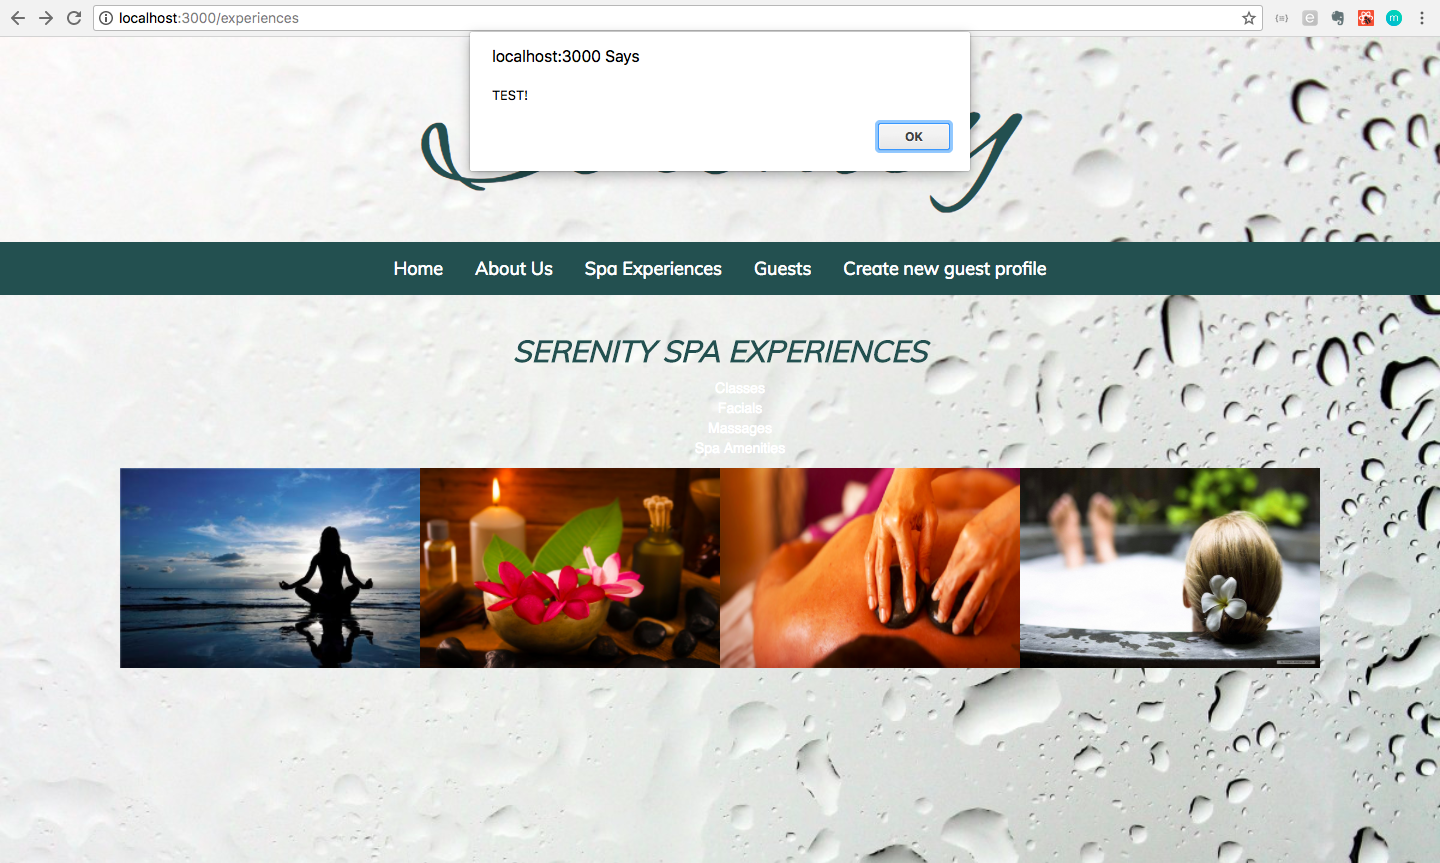 localhost:3000/experiences
localhost:3000 Says
TEST!
OK
Home About Us Spa Experiences Guests Create new guest profile
SERENITY SPA EXPERIENCES
Classes
Facials
Massages
Spa Amenities